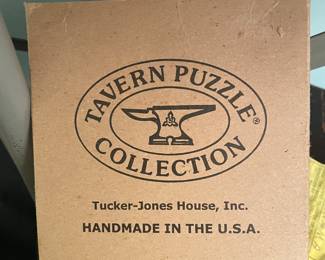 TAVERN PUZZLE®
COLLECTION
Tucker-Jones House, Inc.
HANDMADE IN THE U.S.A.